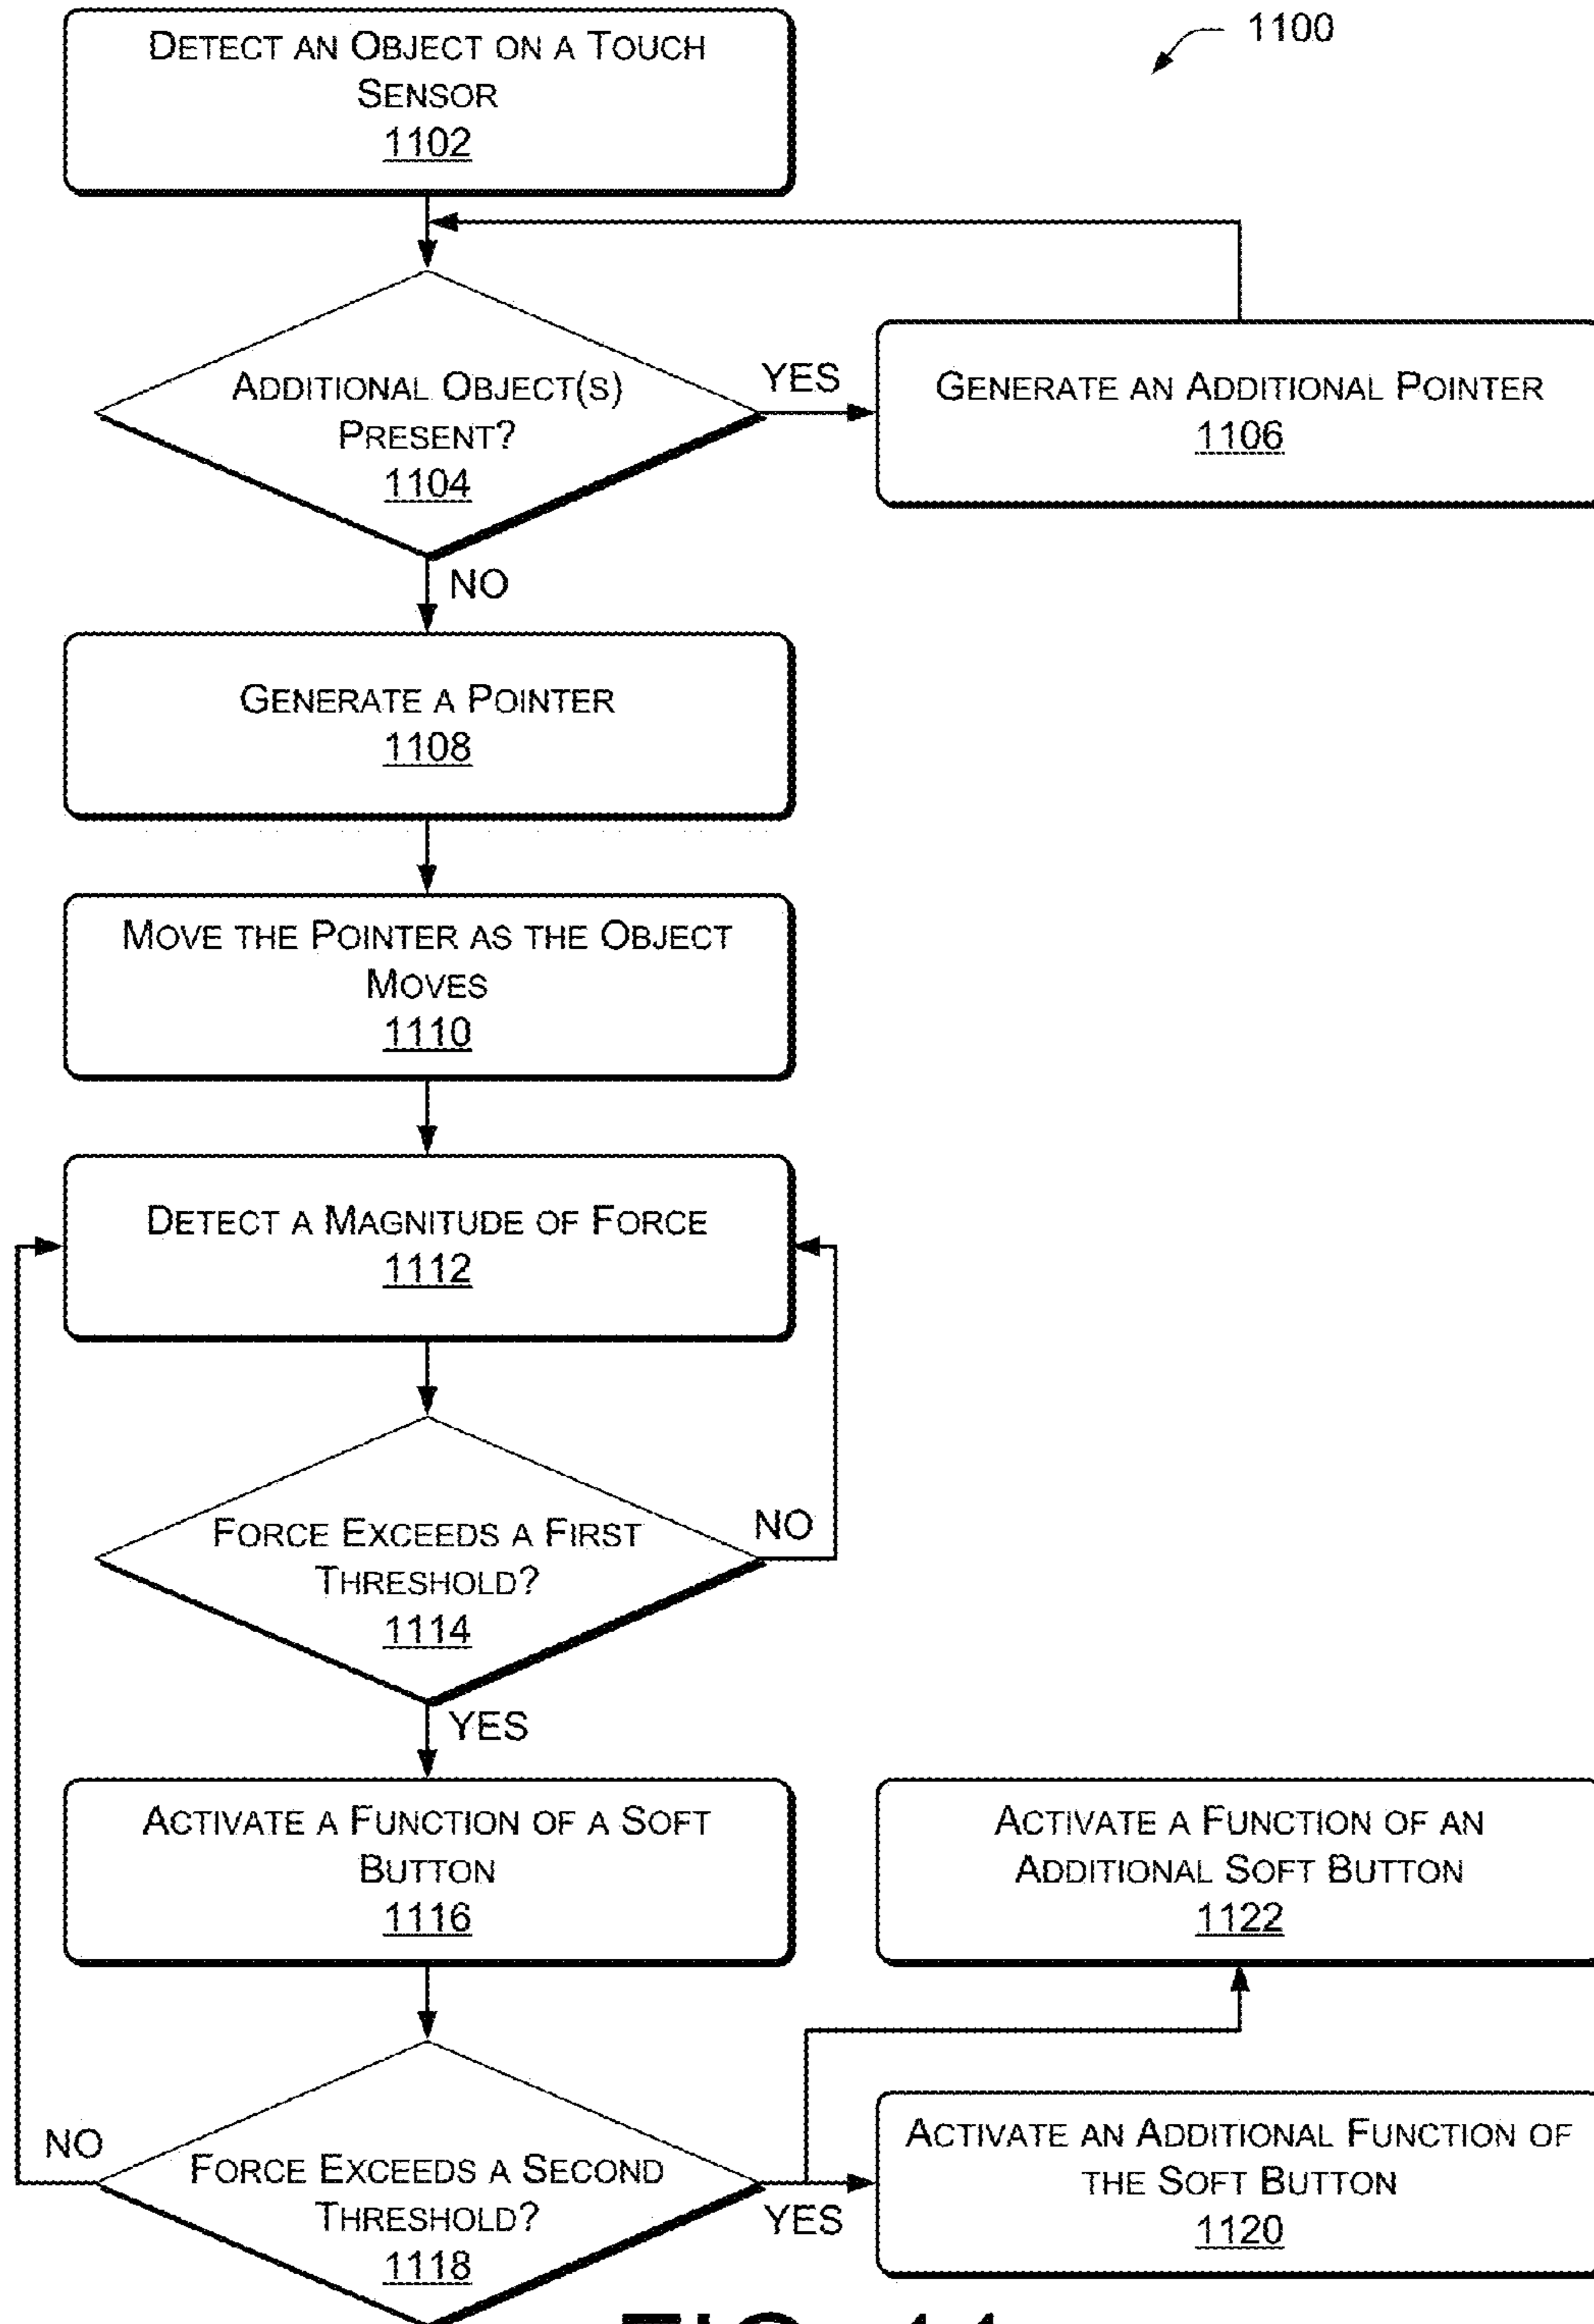 1100
DETECT AN OBJECT ON A TOUCH
SENSOR
1102
ADDITIONAL OBJECT(S)
PRESENT?
1104
YES
GENERATE AN ADDITIONAL POINTER
1106
NO
GENERATE A POINTER
1108
MOVE THE POINTER AS THE OBJECT
MOVES
1110
DETECT A MAGNITUDE OF FORCE
1112
FORCE EXCEEDS A FIRST
THRESHOLD?
1114
NO
YES
ACTIVATE A FUNCTION OF A SOFT
BUTTON
1116
ACTIVATE A FUNCTION OF AN
ADDITIONAL SOFT BUTTON
1122
NO
FORCE EXCEEDS A SECOND
THRESHOLD?
1118
YES
ACTIVATE AN ADDITIONAL FUNCTION OF
THE SOFT BUTTON
1120